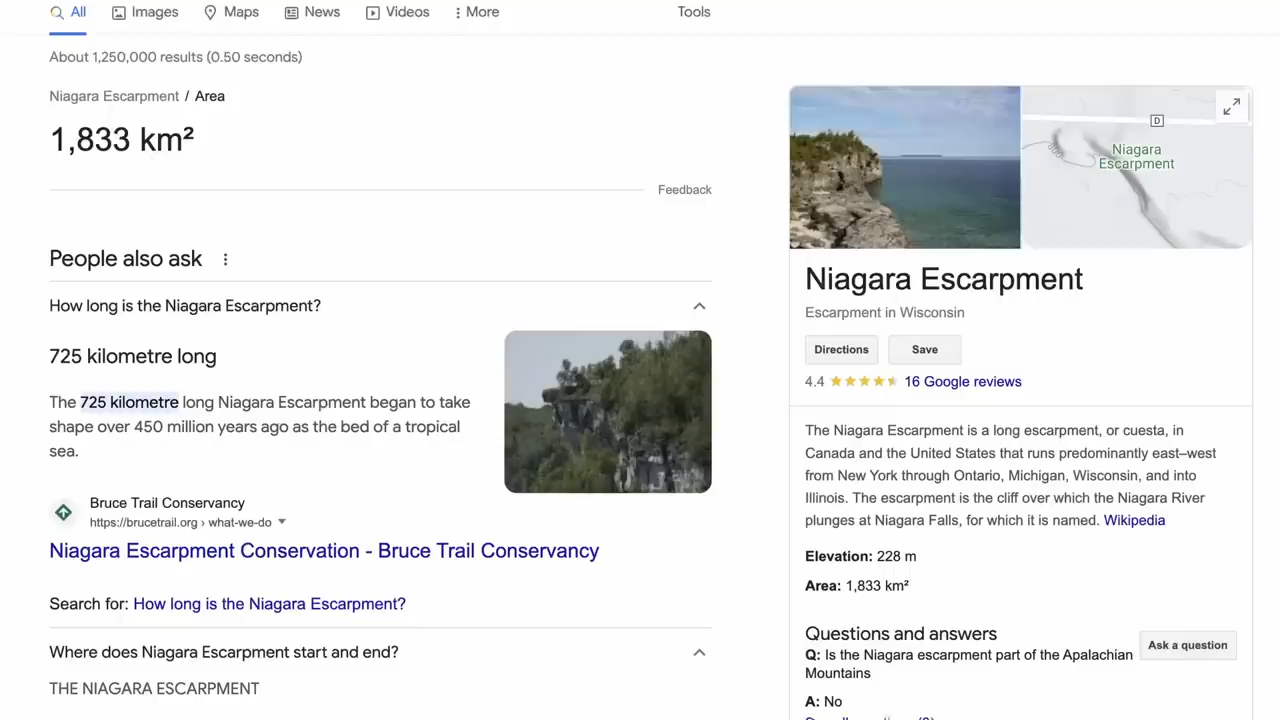 All
Images
Maps
News
Videos
More
Tools
About 1,250,000 results (0.50 seconds)
Niagara Escarpment / Area
1,833 km²
Feedback
People also ask
How long is the Niagara Escarpment?
725 kilometre long
The 725 kilometre long Niagara Escarpment began to take
shape over 450 million years ago as the bed of a tropical
sea.
Bruce Trail Conservancy
https://brucetrail.org › what-we-do
Niagara Escarpment Conservation - Bruce Trail Conservancy
Search for: How long is the Niagara Escarpment?
Where does Niagara Escarpment start and end?
THE NIAGARA ESCARPMENT
D
Niagara
Escarpment
Niagara Escarpment
Escarpment in Wisconsin
Directions
Save
4.4
16 Google reviews
The Niagara Escarpment is a long escarpment, or cuesta, in
Canada and the United States that runs predominantly east–west
from New York through Ontario, Michigan, Wisconsin, and into
Illinois. The escarpment is the cliff over which the Niagara River
plunges at Niagara Falls, for which it is named. Wikipedia
Elevation: 228 m
Area: 1,833 km²
Questions and answers
Ask a question
Q: Is the Niagara escarpment part of the Apalachian
Mountains
A: No